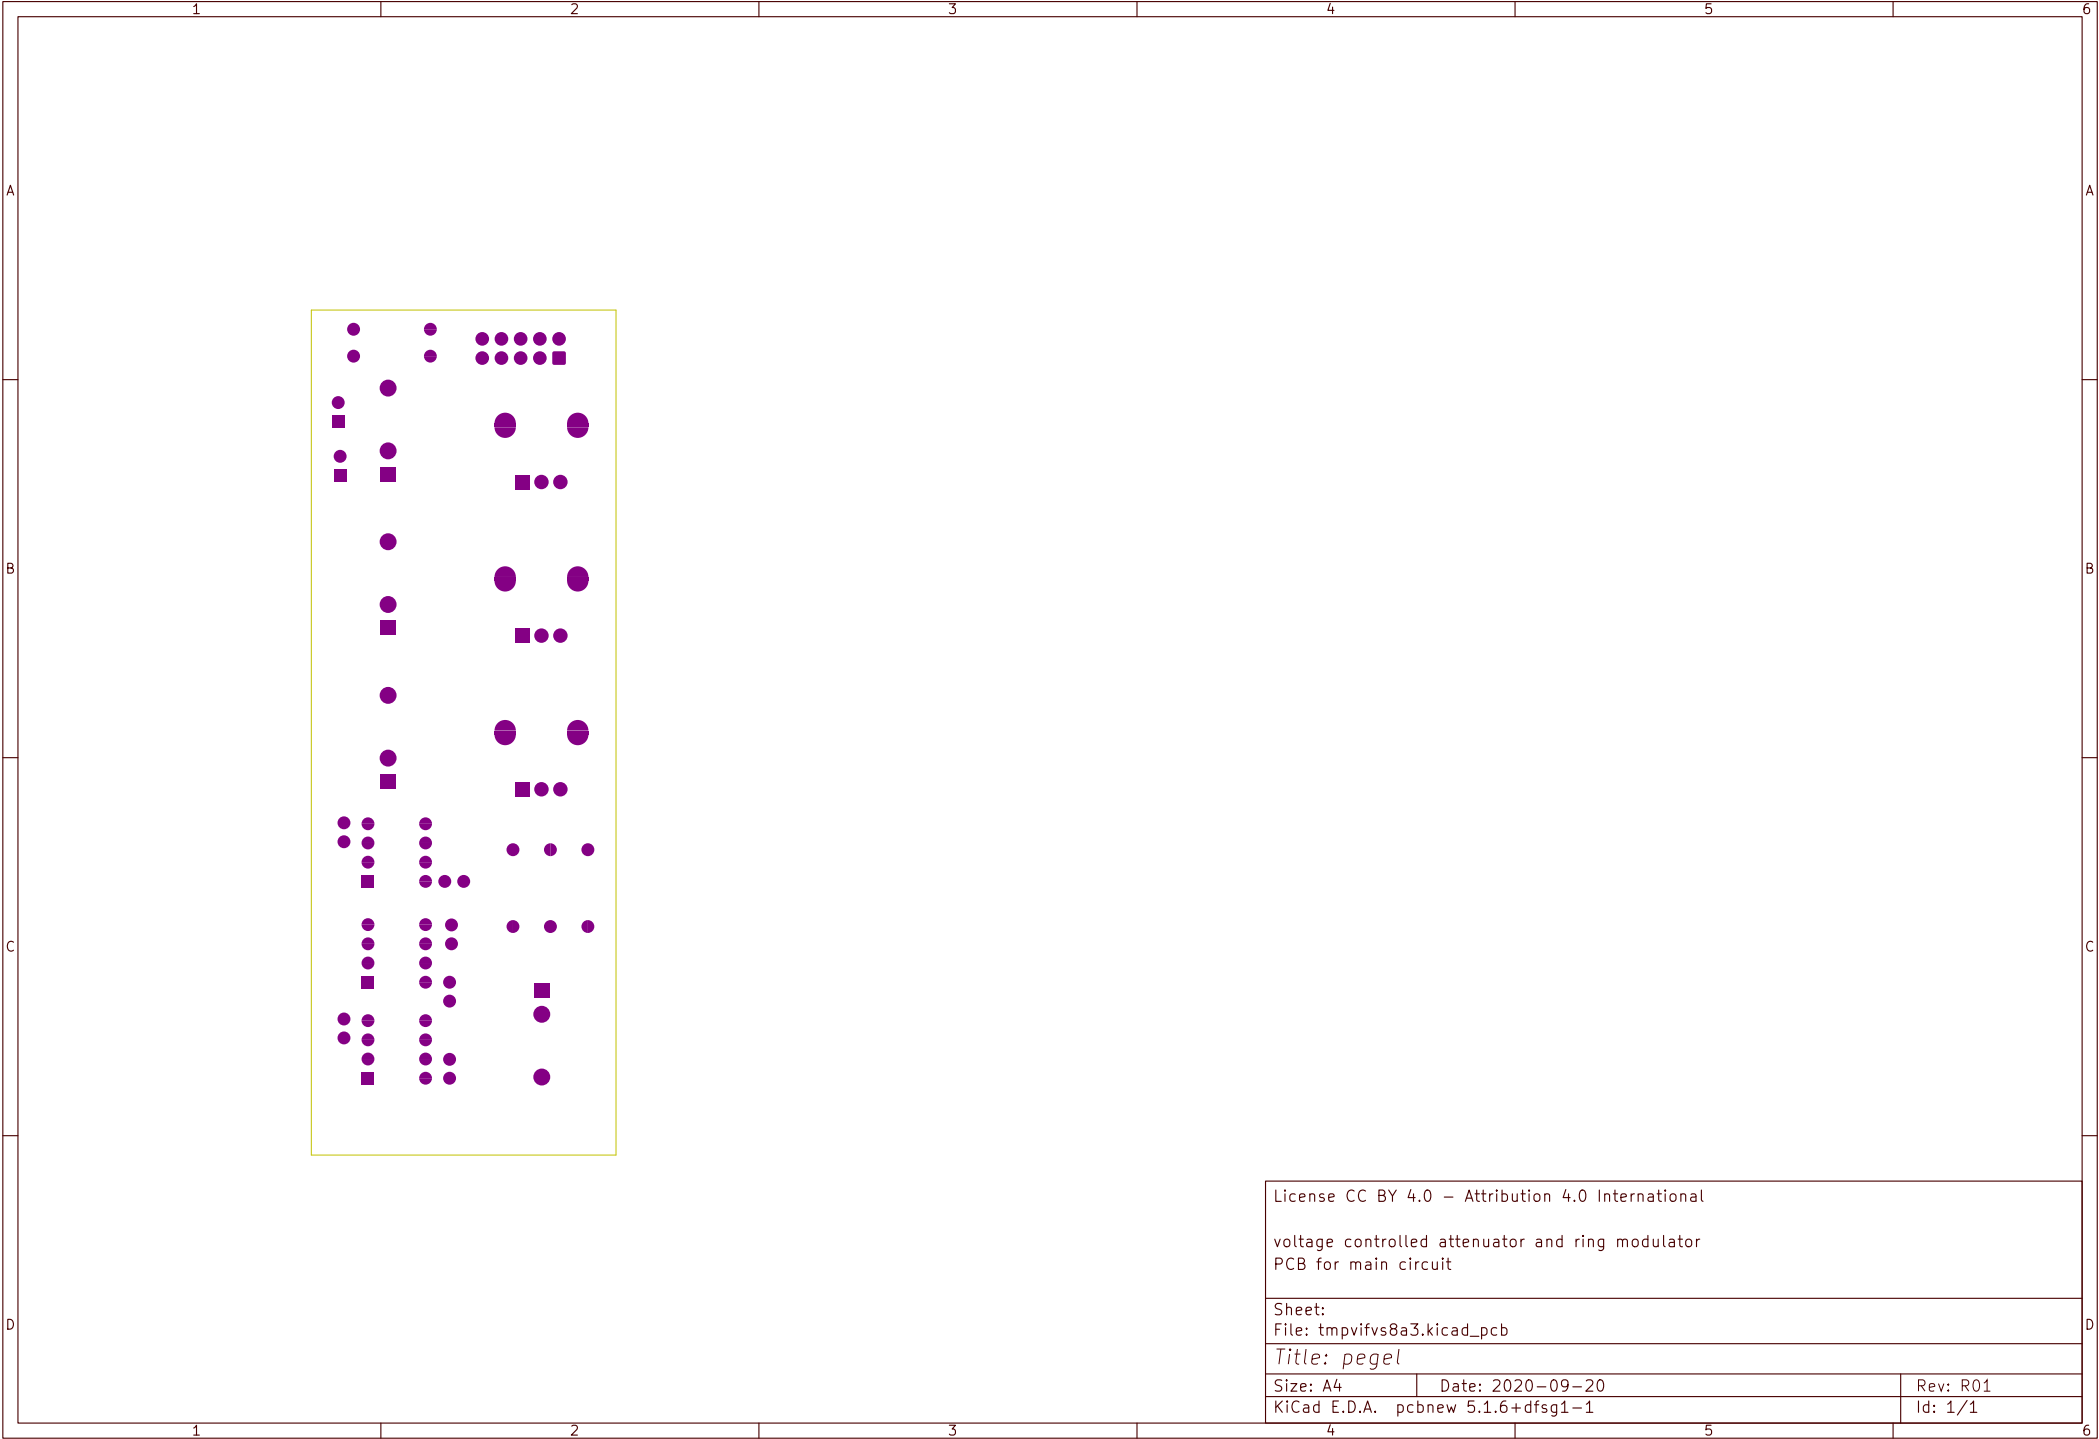 1 2 3 4 5 6
A A
B B
C C
License CC BY 4.0 – Attribution 4.0 International
voltage controlled attenuator and ring modulator
PCB for main circuit
Sheet:
D D
File: tmpvifvs8a3.kicad_pcb
Title: pegel
Size: A4 Date: 2020-09-20 Rev: R01
KiCad E.D.A. pcbnew 5.1.6+dfsg1-1 Id: 1/1
1 2 3 4 5 6